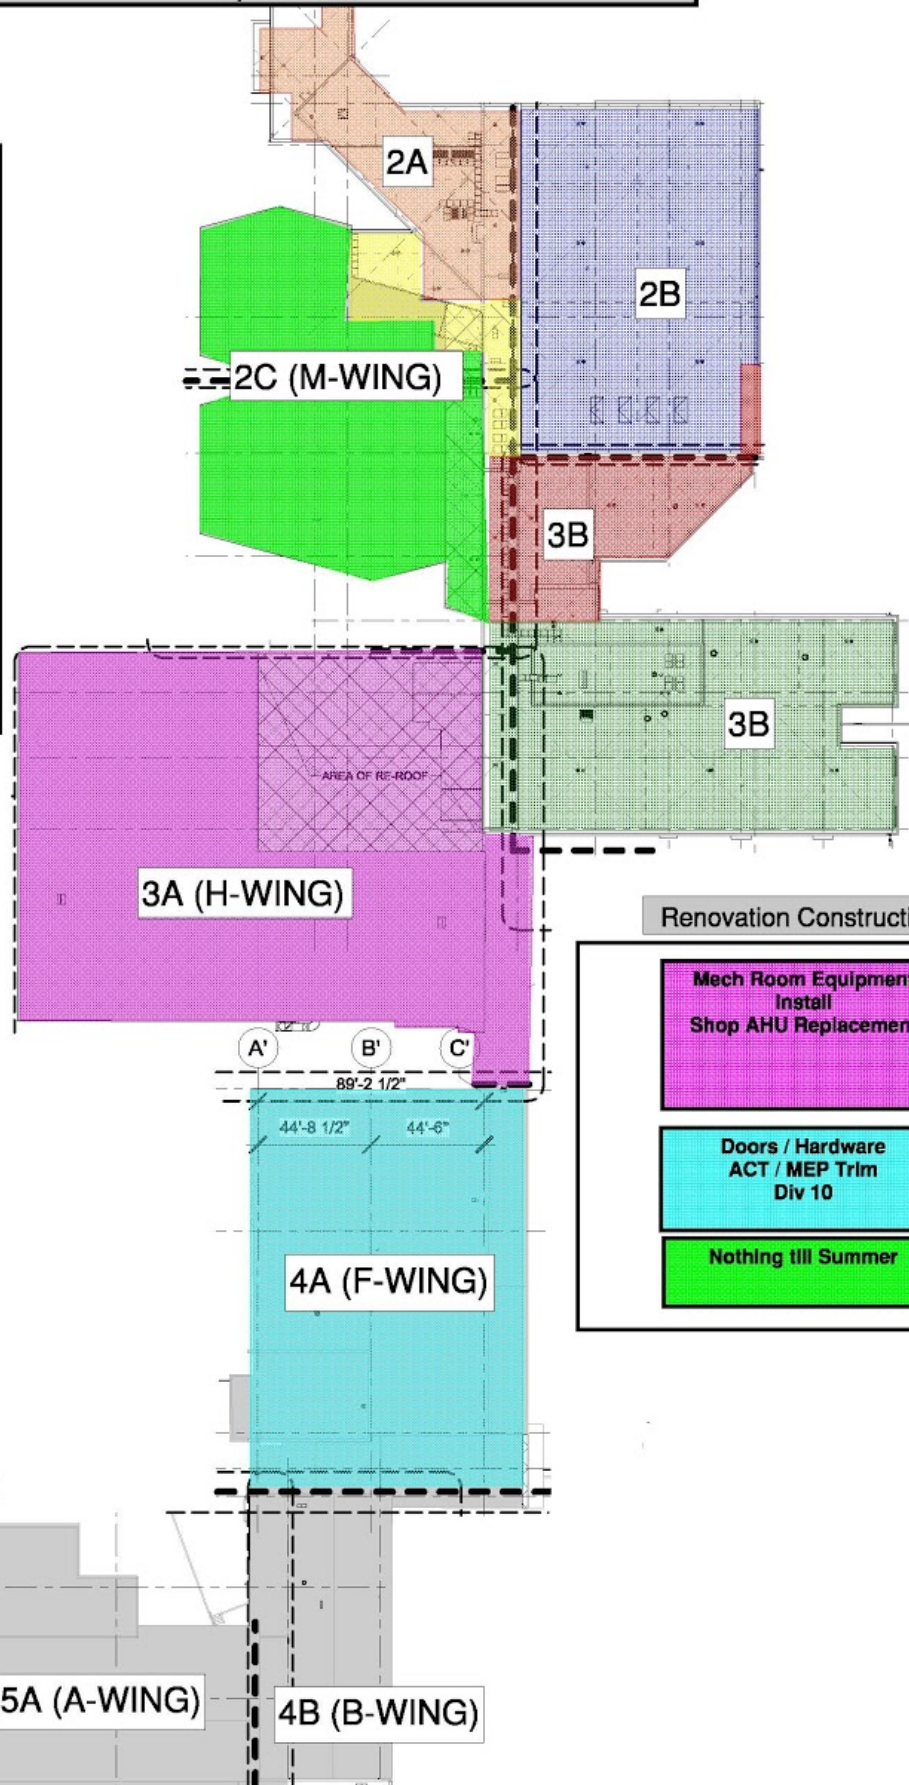 2A
2B
2C (M-WING)
3B
3B
AREA OF RE-ROOF
3A (H-WING)
Renovation Constructi
Mech Room Equipment
Install
Shop AHU Replacemen
A'
B'
C'
89'-2 1/2"
44'-8 1/2"
44'-6"
Doors / Hardware
ACT / MEP Trim
Div 10
Nothing till Summer
4A (F-WING)
5A (A-WING)
4B (B-WING)